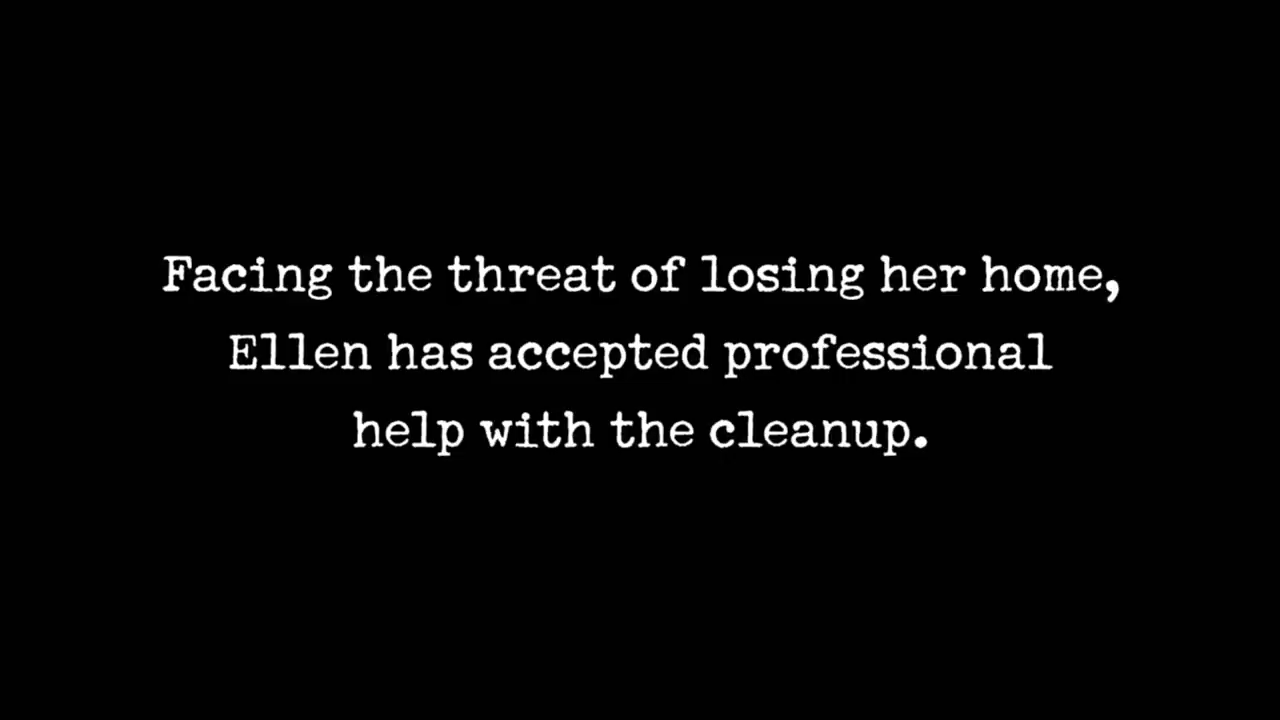 Facing the threat of losing her home,
Ellen has accepted professional
help with the cleanup.